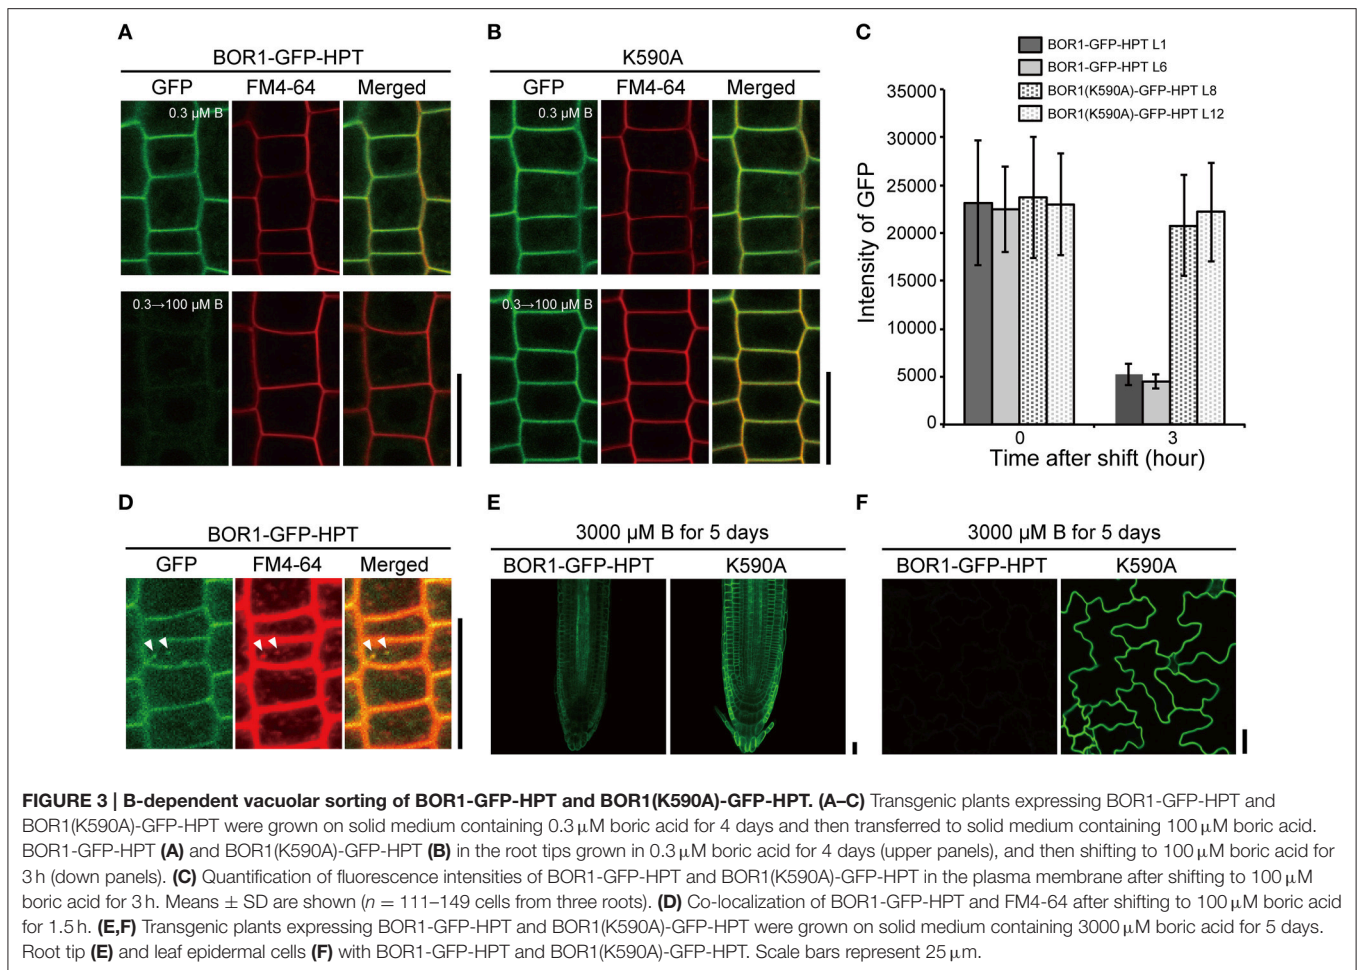 A
BOR1-GFP-HPT
GFP FM4-64 Merged
0.3 µM B
0.3→100 µM B
B
K590A
GFP FM4-64 Merged
0.3 µM B
0.3→100 µM B
C
BOR1-GFP-HPT L1
BOR1-GFP-HPT L6
BOR1(K590A)-GFP-HPT L8
BOR1(K590A)-GFP-HPT L12
Intensity of GFP
35000
30000
25000
20000
15000
10000
5000
0
0 3
Time after shift (hour)
D
BOR1-GFP-HPT
GFP FM4-64 Merged
E
3000 µM B for 5 days
BOR1-GFP-HPT K590A
F
3000 µM B for 5 days
BOR1-GFP-HPT K590A
FIGURE 3 | B-dependent vacuolar sorting of BOR1-GFP-HPT and BOR1(K590A)-GFP-HPT. (A–C) Transgenic plants expressing BOR1-GFP-HPT and
BOR1(K590A)-GFP-HPT were grown on solid medium containing 0.3 µM boric acid for 4 days and then transferred to solid medium containing 100 µM boric acid.
BOR1-GFP-HPT (A) and BOR1(K590A)-GFP-HPT (B) in the root tips grown in 0.3 µM boric acid for 4 days (upper panels), and then shifting to 100 µM boric acid for
3 h (down panels). (C) Quantification of fluorescence intensities of BOR1-GFP-HPT and BOR1(K590A)-GFP-HPT in the plasma membrane after shifting to 100 µM
boric acid for 3 h. Means ± SD are shown (n = 111–149 cells from three roots). (D) Co-localization of BOR1-GFP-HPT and FM4-64 after shifting to 100 µM boric acid
for 1.5 h. (E,F) Transgenic plants expressing BOR1-GFP-HPT and BOR1(K590A)-GFP-HPT were grown on solid medium containing 3000 µM boric acid for 5 days.
Root tip (E) and leaf epidermal cells (F) with BOR1-GFP-HPT and BOR1(K590A)-GFP-HPT. Scale bars represent 25 µm.